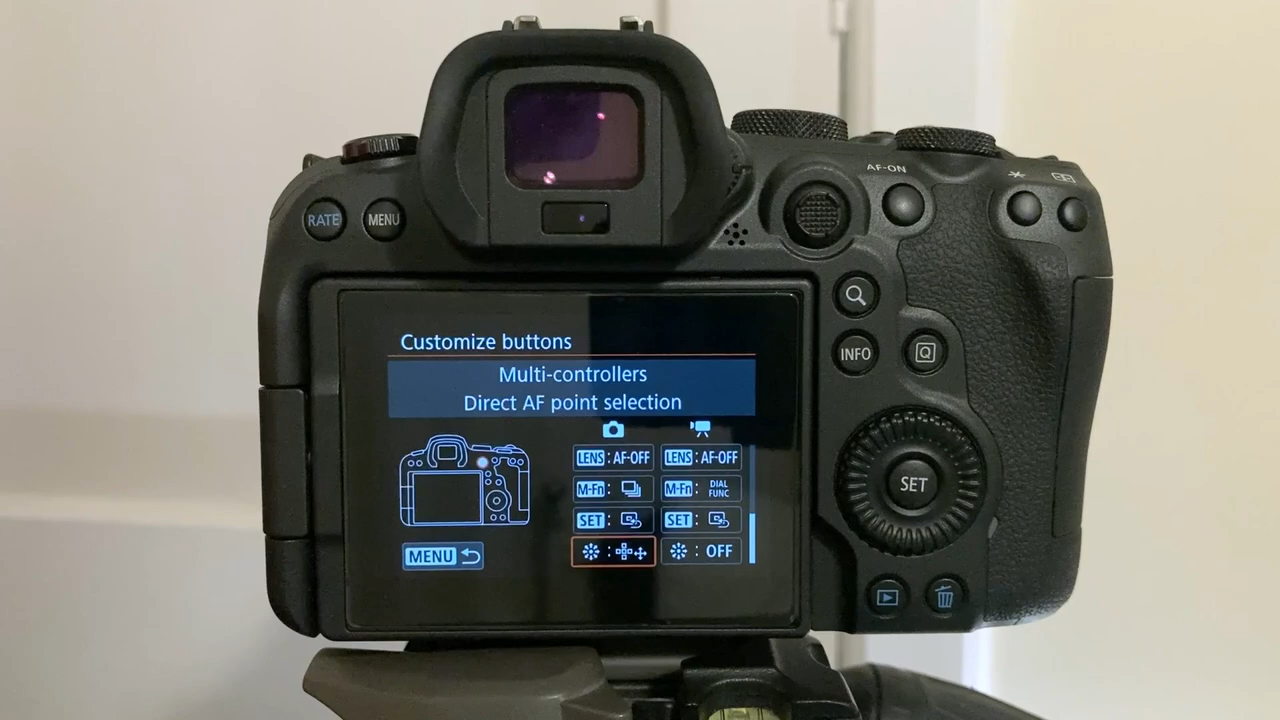 AF-ON
RATE MENU
Customize buttons
Multi-controllers
Direct AF point selection
LENS : AF-OFF LENS : AF-OFF
M-Fn : M-Fn : DIAL FUNC
SET : SET :
: : OFF
MENU
INFO Q
SET